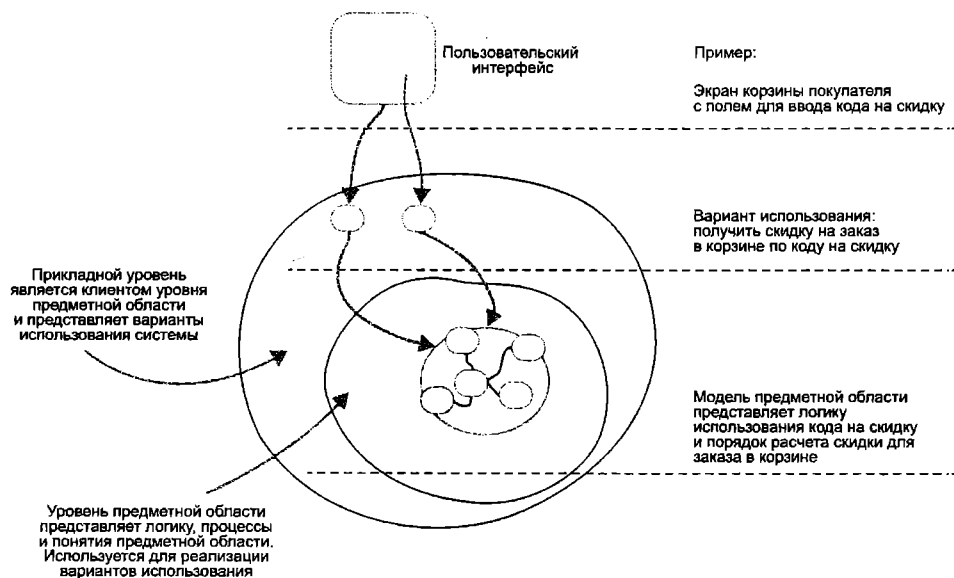 Пользовательский
интерфейс
Пример:
Экран корзины покупателя
с полем для ввода кода на скидку
Вариант использования:
получить скидку на заказ
в корзине по коду на скидку
Прикладной уровень
является клиентом уровня
предметной области
и представляет варианты
использования системы
Модель предметной области
представляет логику
использования кода на скидку
и порядок расчета скидки для
заказа в корзине
Уровень предметной области
представляет логику, процессы
и понятия предметной области.
Используется для реализации
вариантов использования